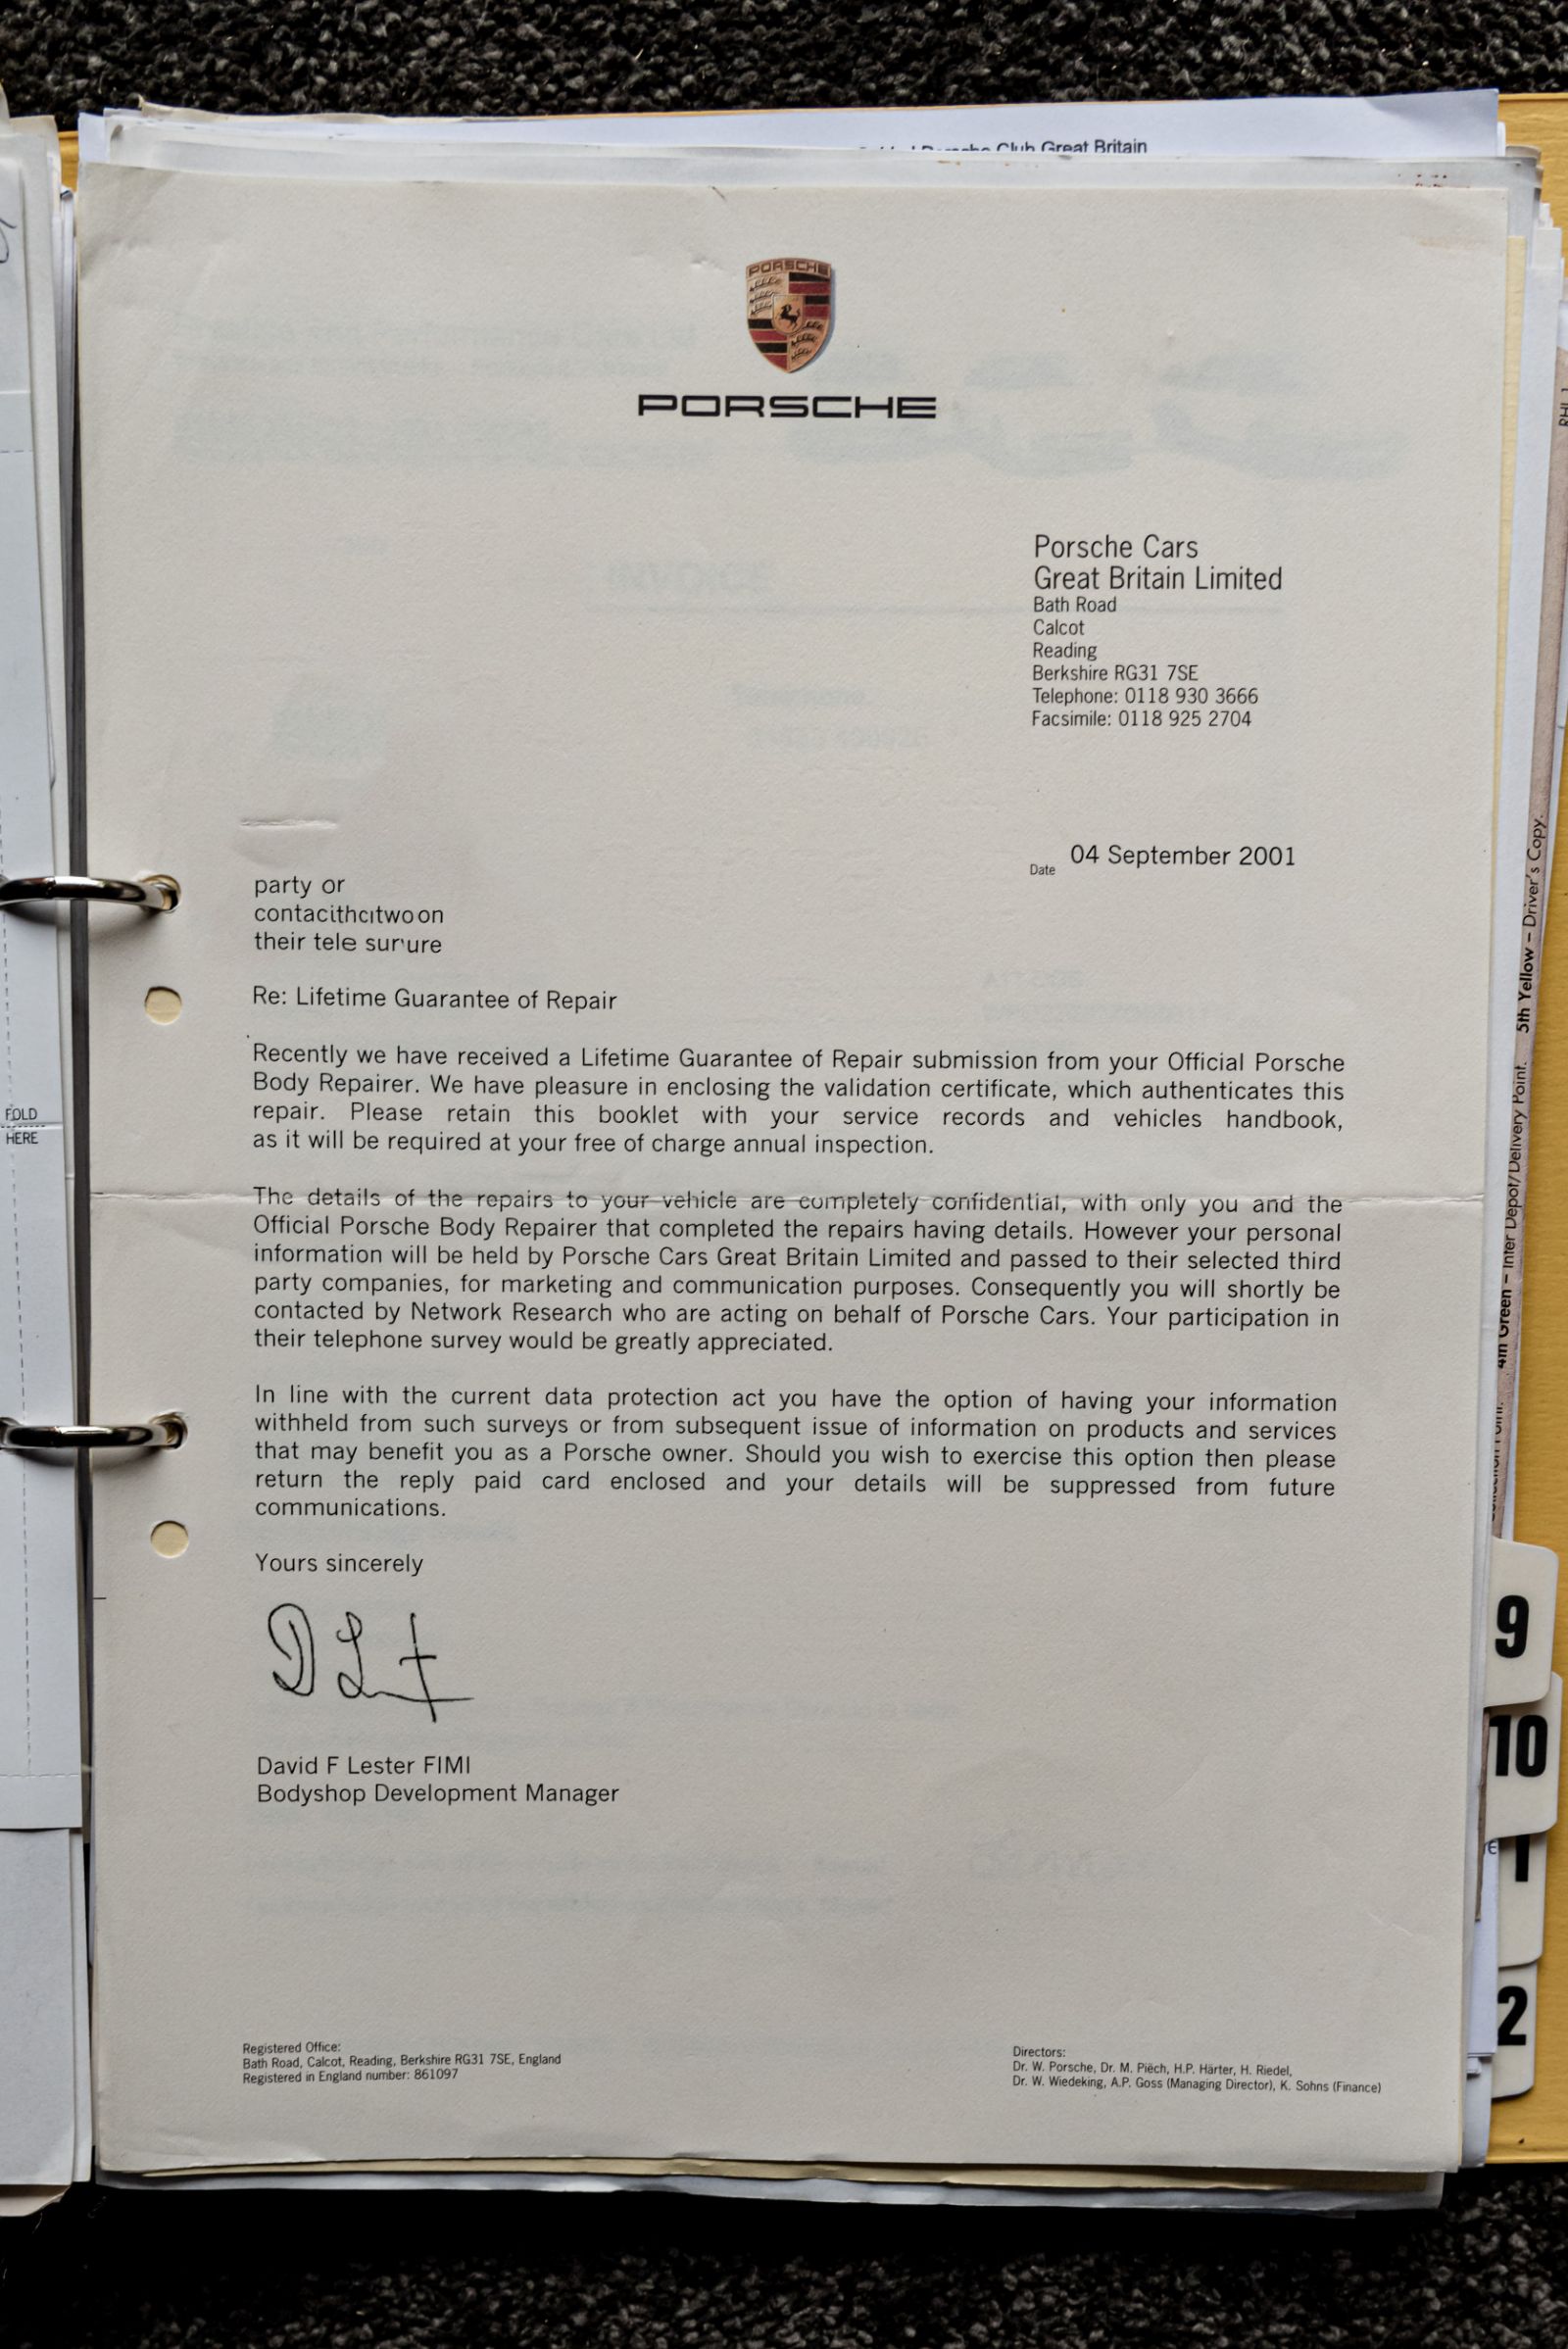 Club Great Britain
PORSCHE
PORSCHE
Porsche Cars
Great Britain Limited
Bath Road
Calcot
Reading
Berkshire RG31 7SE
Telephone: 0118 930 3666
Facsimile: 0118 925 2704
Date 04 September 2001
party or
their tele
Re: Lifetime Guarantee of Repair
Recently we have received a Lifetime Guarantee of Repair submission from your Official Porsche
Body Repairer. We have pleasure in enclosing the validation certificate, which authenticates this
repair. Please retain this booklet with your service records and vehicles handbook,
as it will be required at your free of charge annual inspection.
The details of the repairs to your vehicle are completely confidential, with only you and the
Official Porsche Body Repairer that completed the repairs having details. However your personal
information will be held by Porsche Cars Great Britain Limited and passed to their selected third
party companies, for marketing and communication purposes. Consequently you will shortly be
contacted by Network Research who are acting on behalf of Porsche Cars. Your participation in
their telephone survey would be greatly appreciated.
In line with the current data protection act you have the option of having your information
withheld from such surveys or from subsequent issue of information on products and services
that may benefit you as a Porsche owner. Should you wish to exercise this option then please
return the reply paid card enclosed and your details will be suppressed from future
communications.
Yours sincerely
David F Lester FIMI
Bodyshop Development Manager
Registered Office:
Bath Road, Calcot, Reading, Berkshire RG31 7SE, England
Registered in England number: 861097
Directors:
Dr. W. Porsche, Dr. M. Piëch, H.P. Härter, H. Riedel,
Dr. W. Wiedeking, A.P. Goss (Managing Director), K. Sohns (Finance)
FOLD
HERE
4th Green – Inter Depot/Delivery Point. 5th Yellow – Driver's Copy.
9
10
1
2